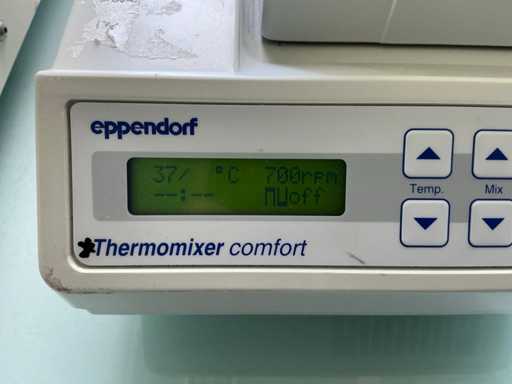 eppendorf
37/ °C 700rpm
--:-- ⊓⊔off
Temp. Mix
Thermomixer comfort